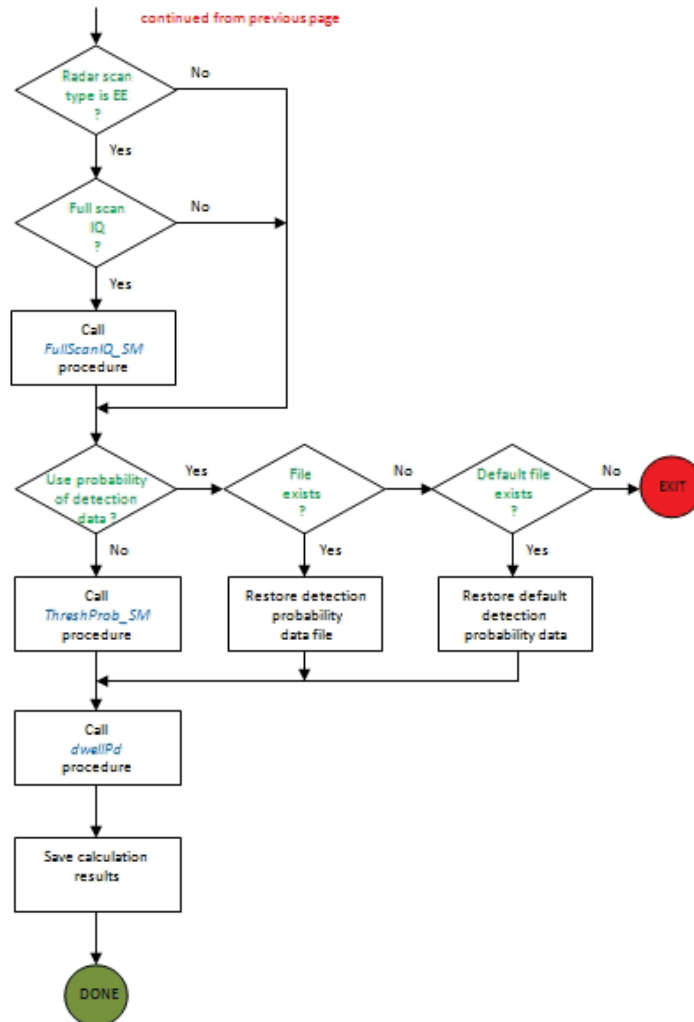 continued from previous page
Radar scan
type is EE
?
No
Yes
Full scan
IQ
?
No
Yes
Call
FullScanIQ_SM
procedure
Use probability
of detection
data ?
Yes
File
exists
?
No
Default file
exists
?
No
EXIT
No
Yes
Yes
Call
ThreshProb_SM
procedure
Restore detection
probability
data file
Restore default
detection
probability data
Call
dwellPd
procedure
Save calculation
results
DONE